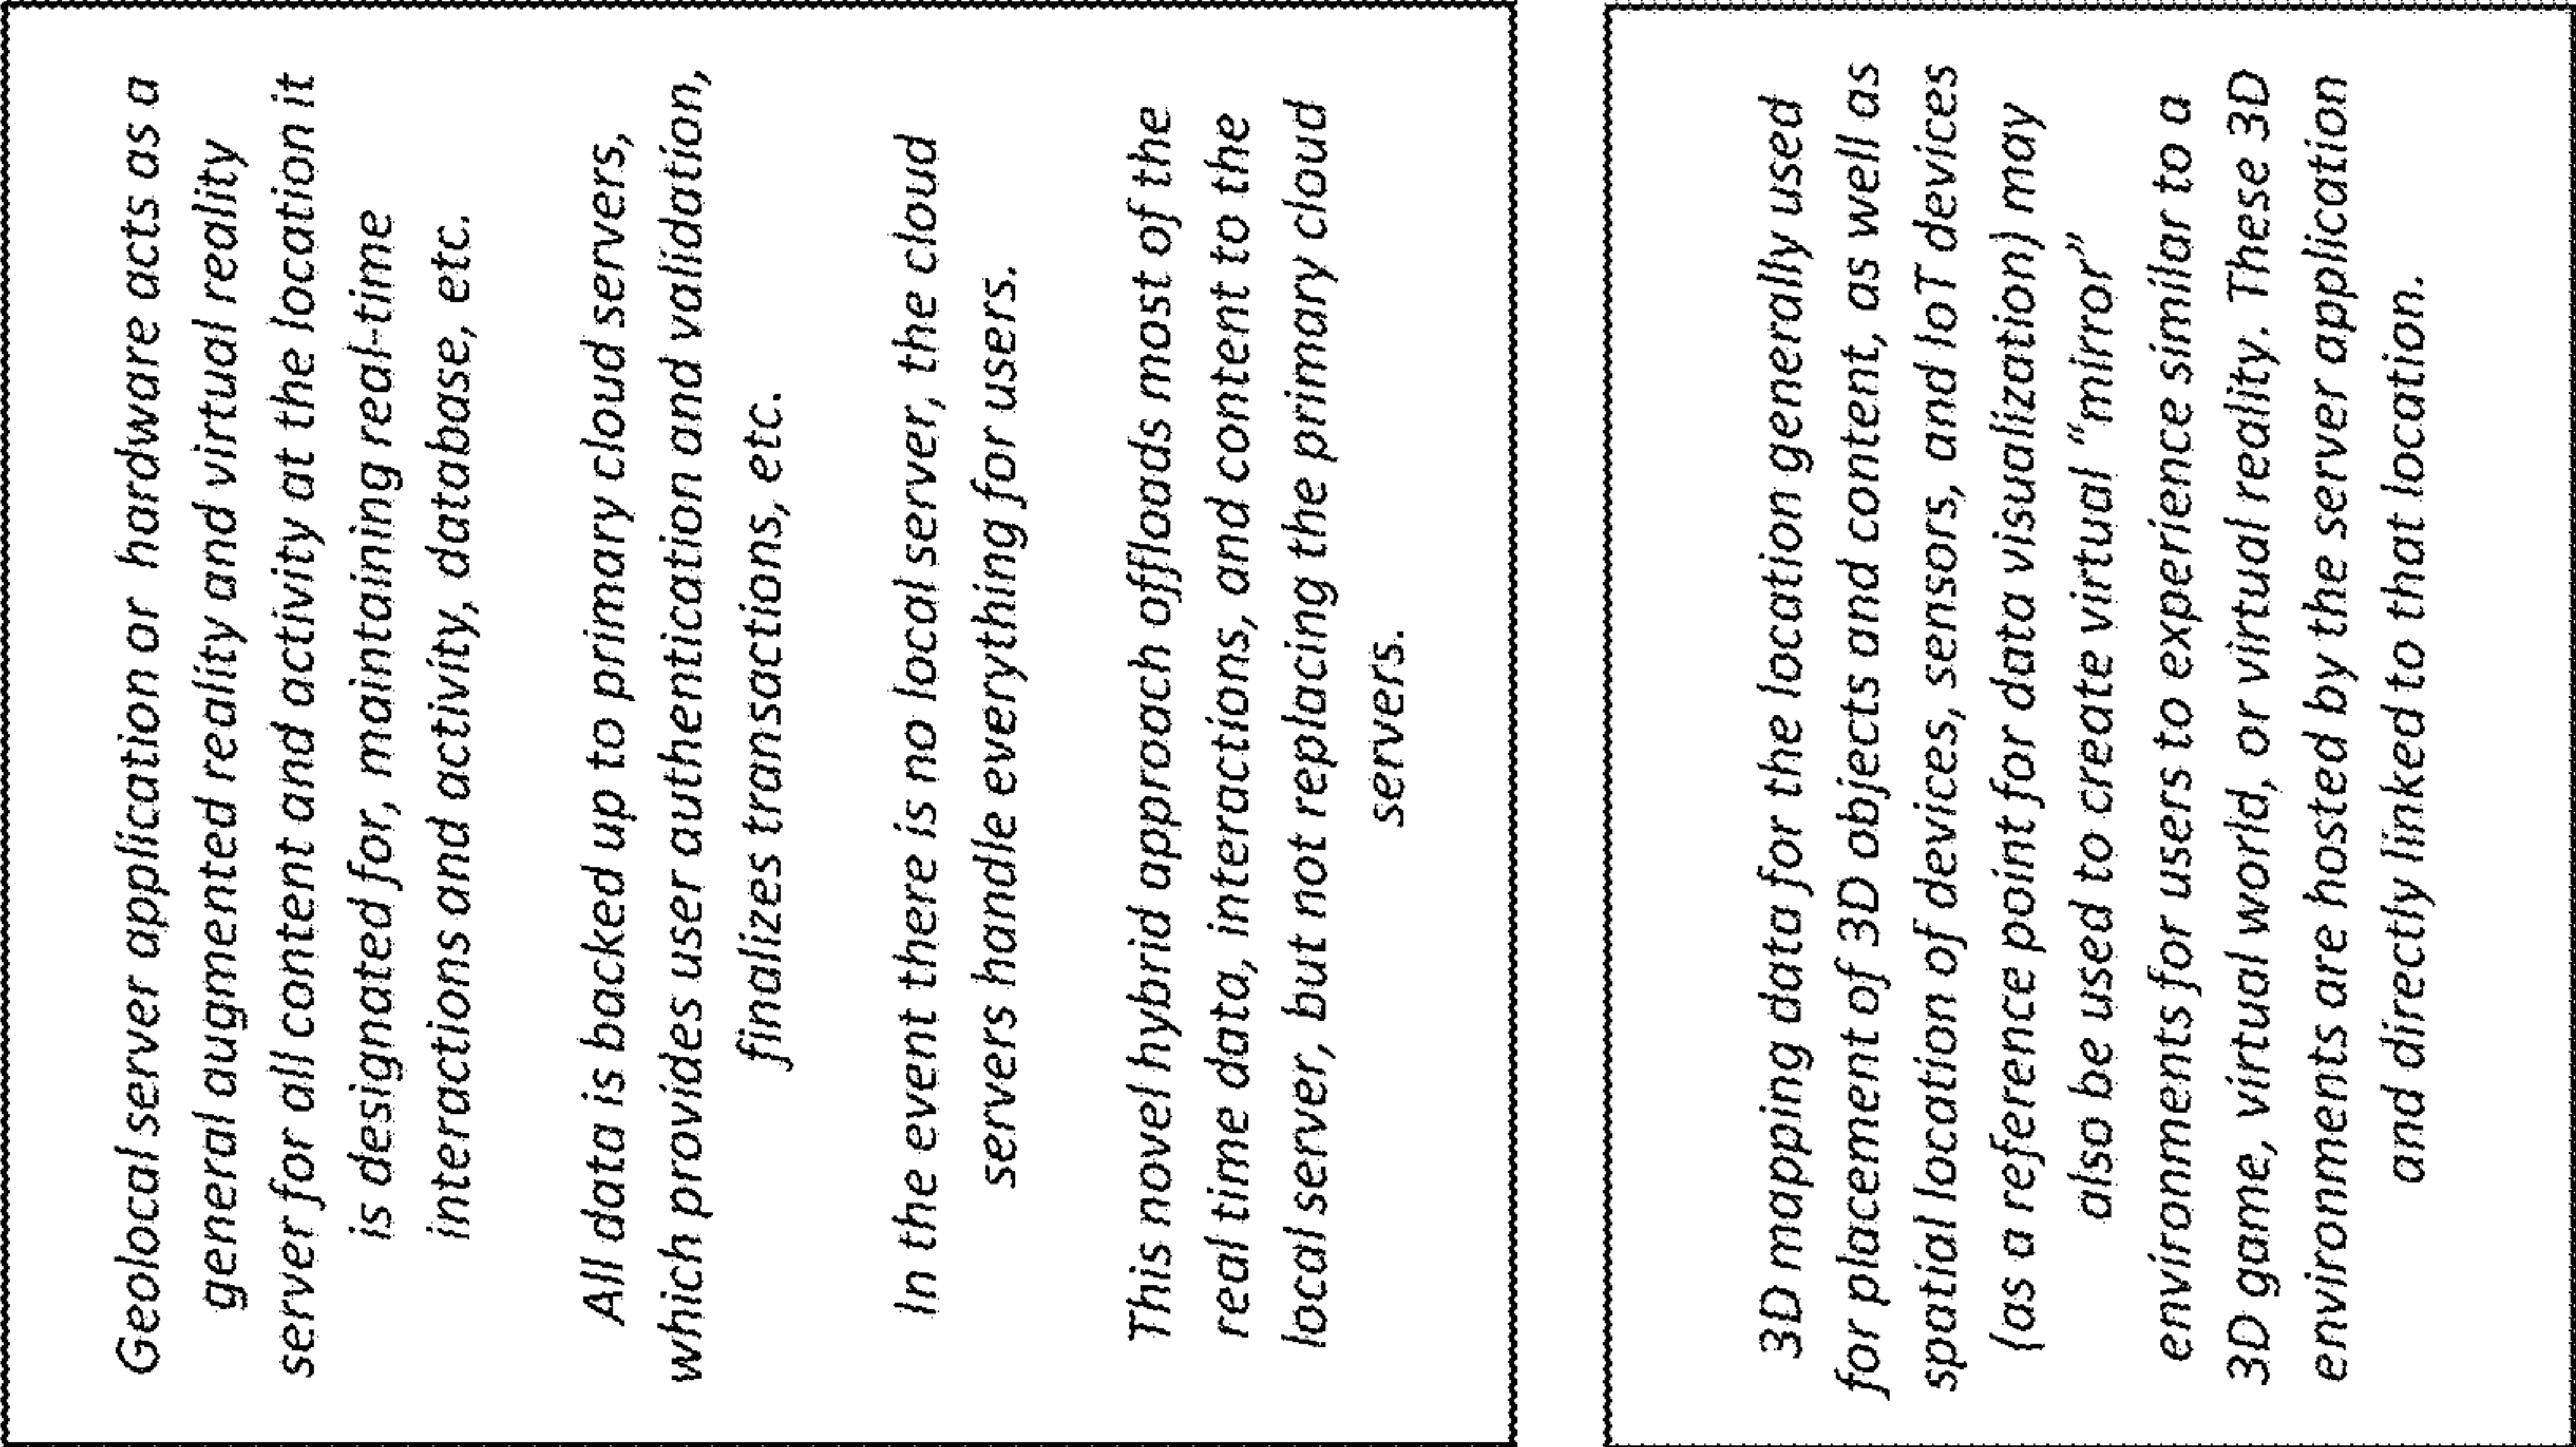 Geolocal server application or hardware acts as a
general augmented reality and virtual reality
server for all content and activity at the location it
is designated for, maintaining real-time
interactions and activity, database, etc.
All data is backed up to primary cloud servers,
which provides user authentication and validation,
finalizes transactions, etc.
In the event there is no local server, the cloud
servers handle everything for users.
This novel hybrid approach offloads most of the
real time data, interactions, and content to the
local server, but not replacing the primary cloud
servers.
3D mapping data for the location generally used
for placement of 3D objects and content, as well as
spatial location of devices, sensors, and IoT devices
(as a reference point for data visualization) may
also be used to create virtual “mirror”
environments for users to experience similar to a
3D game, virtual world, or virtual reality. These 3D
environments are hosted by the server application
and directly linked to that location.